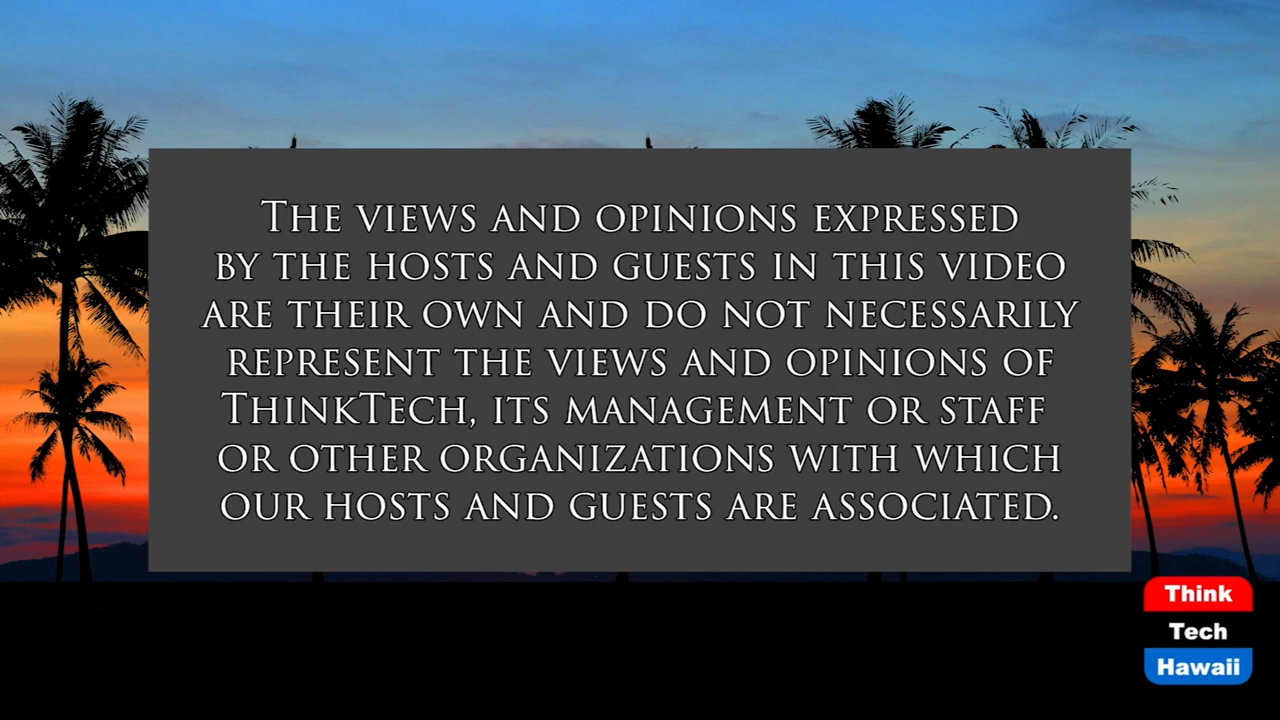 The views and opinions expressed
by the hosts and guests in this video
are their own and do not necessarily
represent the views and opinions of
ThinkTech, its management or staff
or other organizations with which
our hosts and guests are associated.
Think
Tech
Hawaii